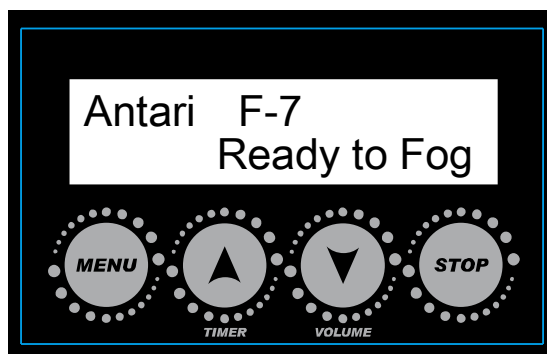 Antari F-7
Ready to Fog
MENU
STOP
TIMER
VOLUME